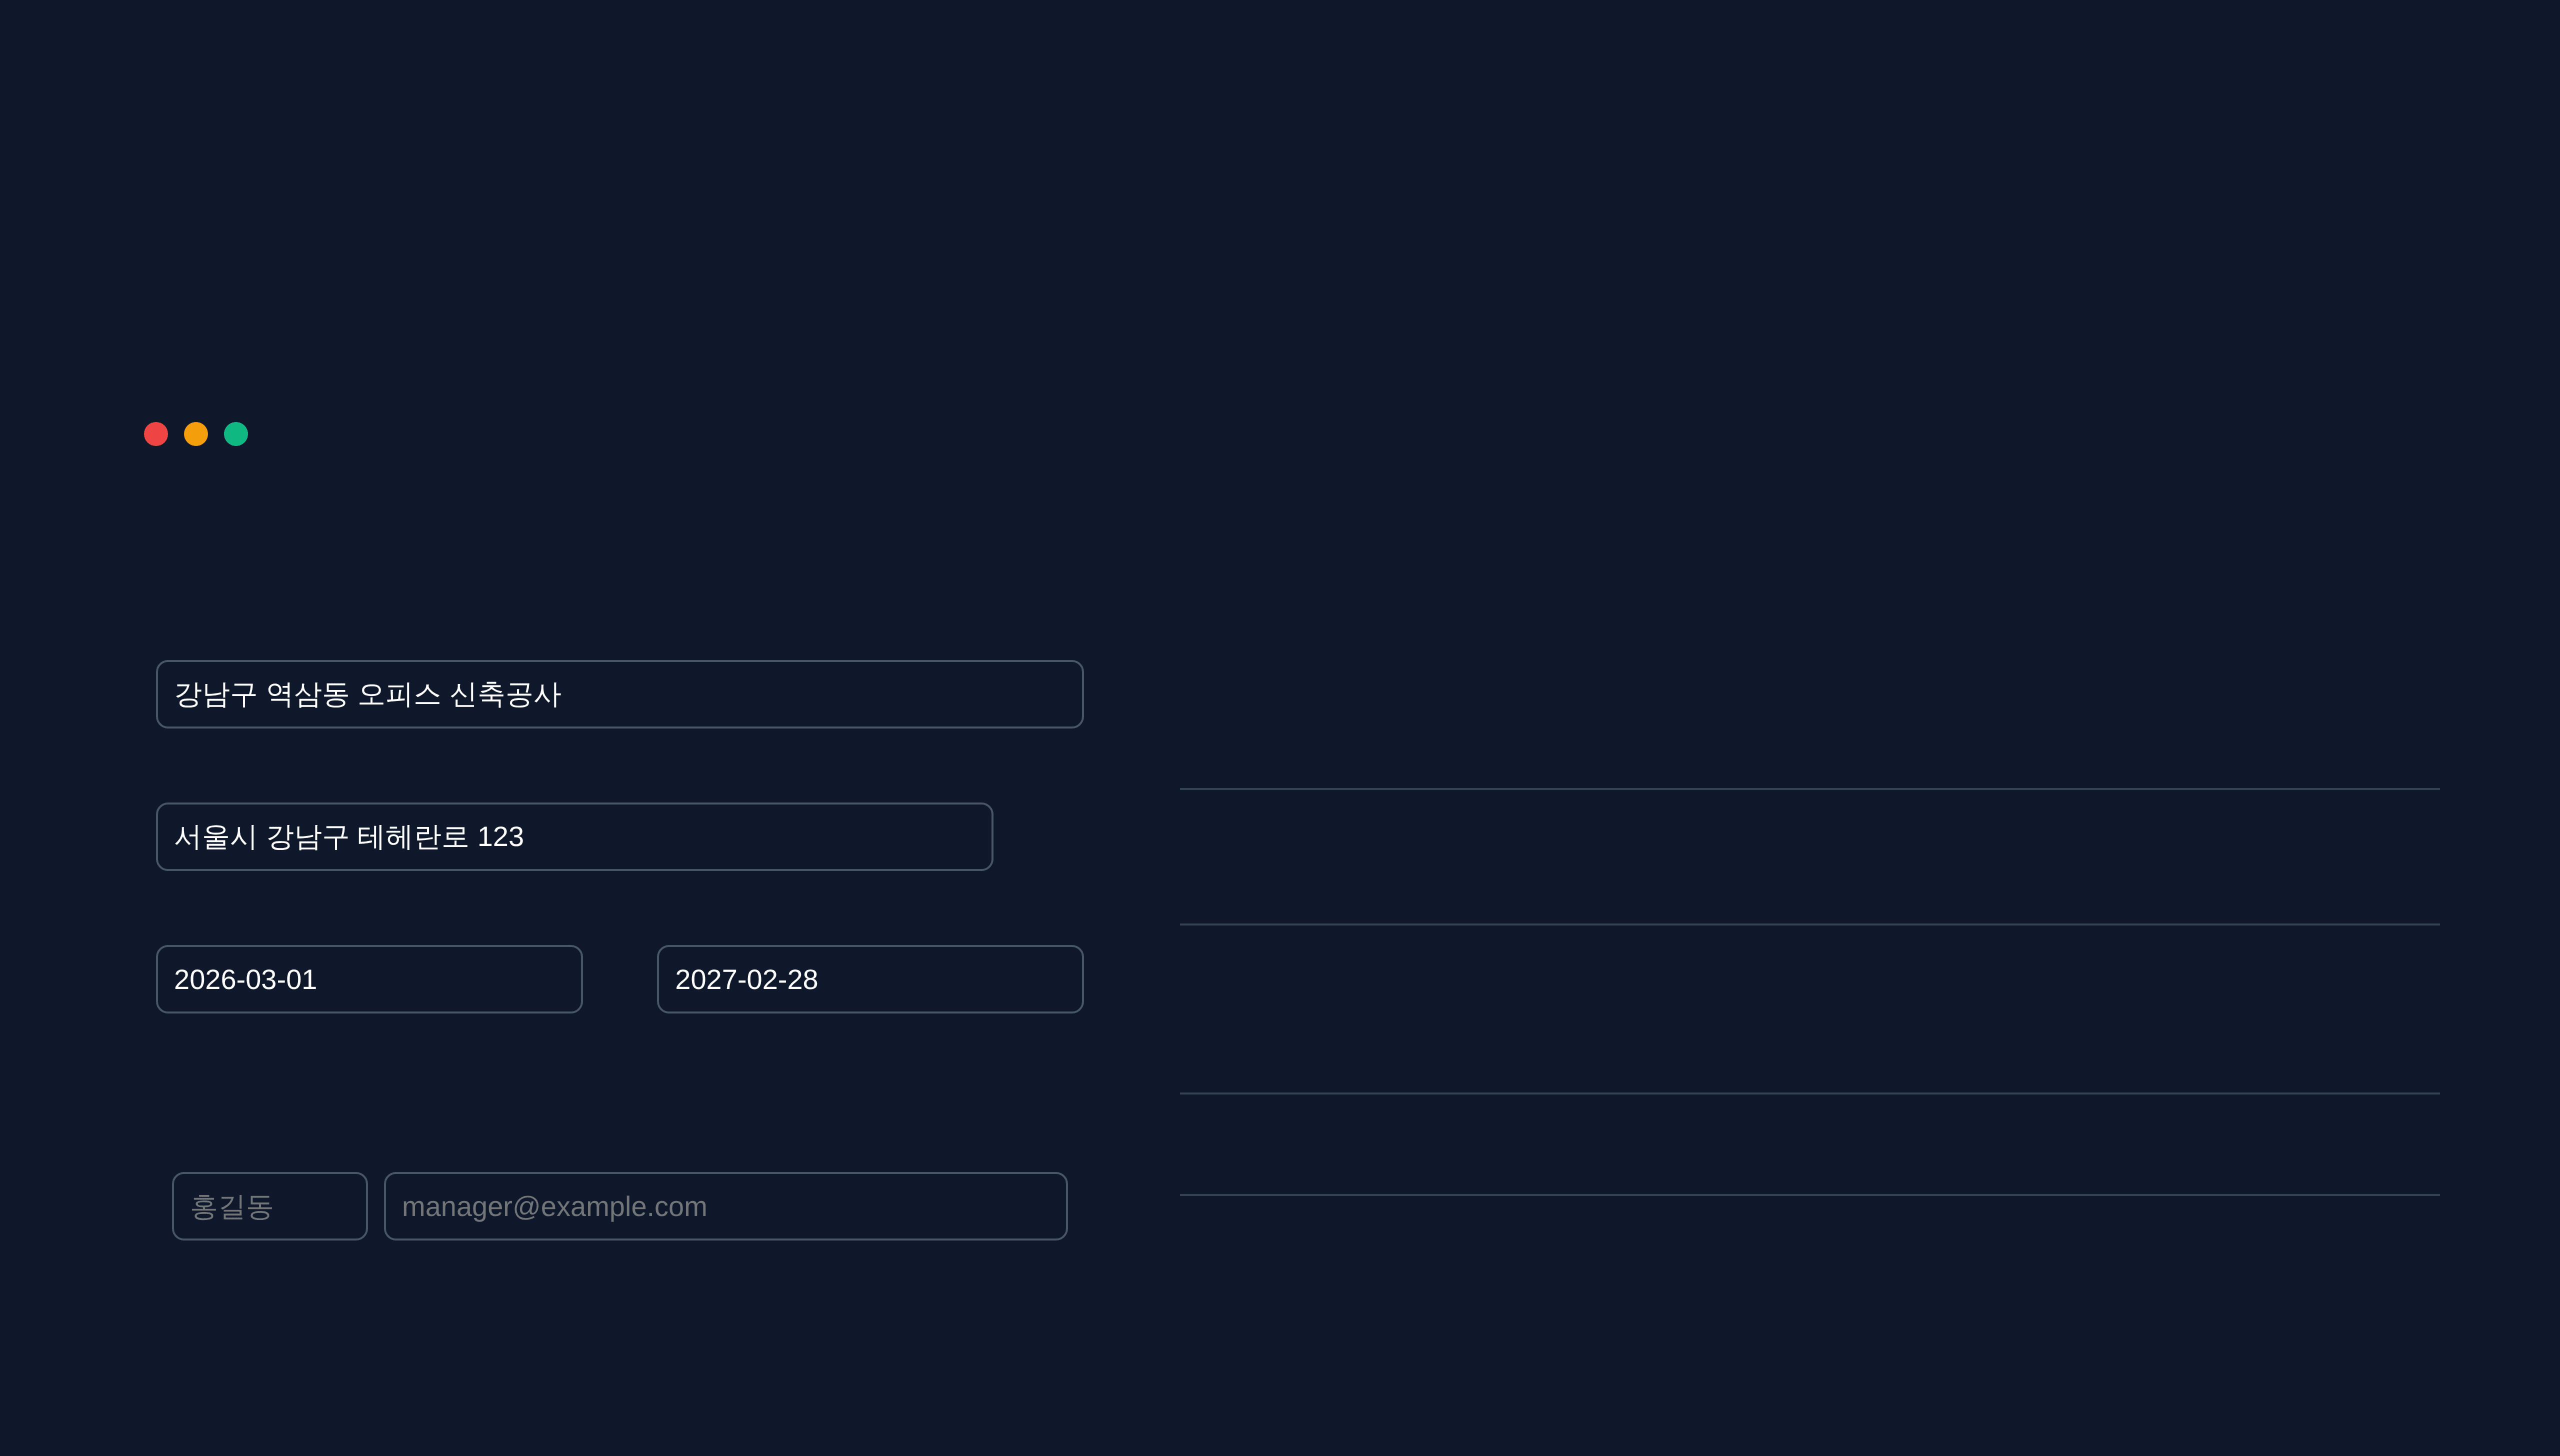 강남구 역삼동 오피스 신축공사
서울시 강남구 테헤란로 123
2026-03-01 2027-02-28
홍길동 manager@example.com